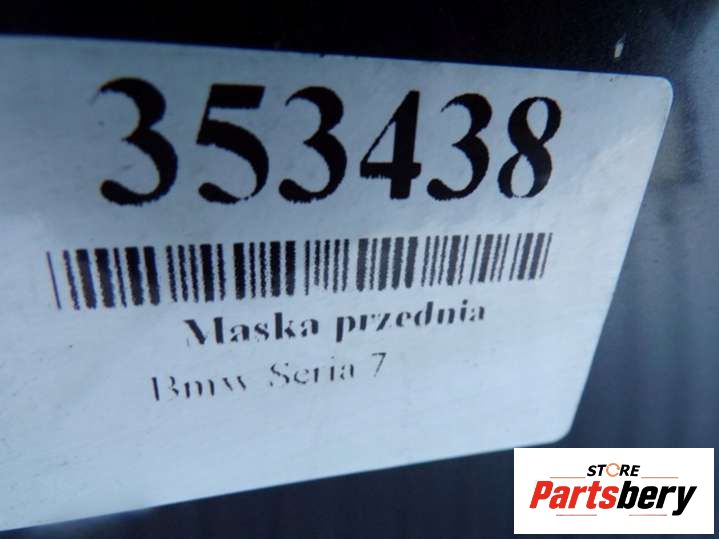 353438
Maska przednia
Bmw Seria 7
STORE
Partsbery